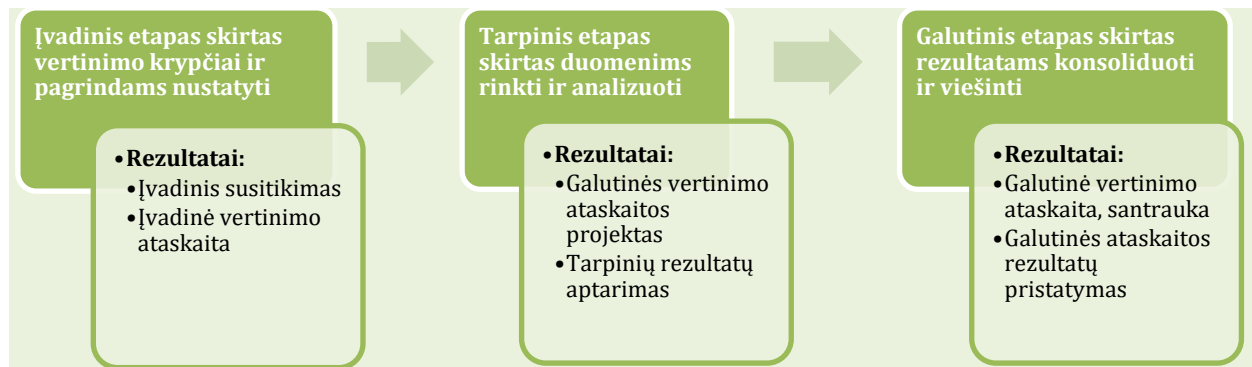 Įvadinis etapas skirtas
vertinimo krypčiai ir
pagrindams nustatyti
•Rezultatai:
•Įvadinis susitikimas
•Įvadinė vertinimo
ataskaita
Tarpinis etapas
skirtas duomenims
rinkti ir analizuoti
•Rezultatai:
•Galutinės vertinimo
ataskaitos
projektas
•Tarpinių rezultatų
aptarimas
Galutinis etapas skirtas
rezultatams konsoliduoti
ir viešinti
•Rezultatai:
•Galutinė vertinimo
ataskaita, santrauka
•Galutinės ataskaitos
rezultatų
pristatymas